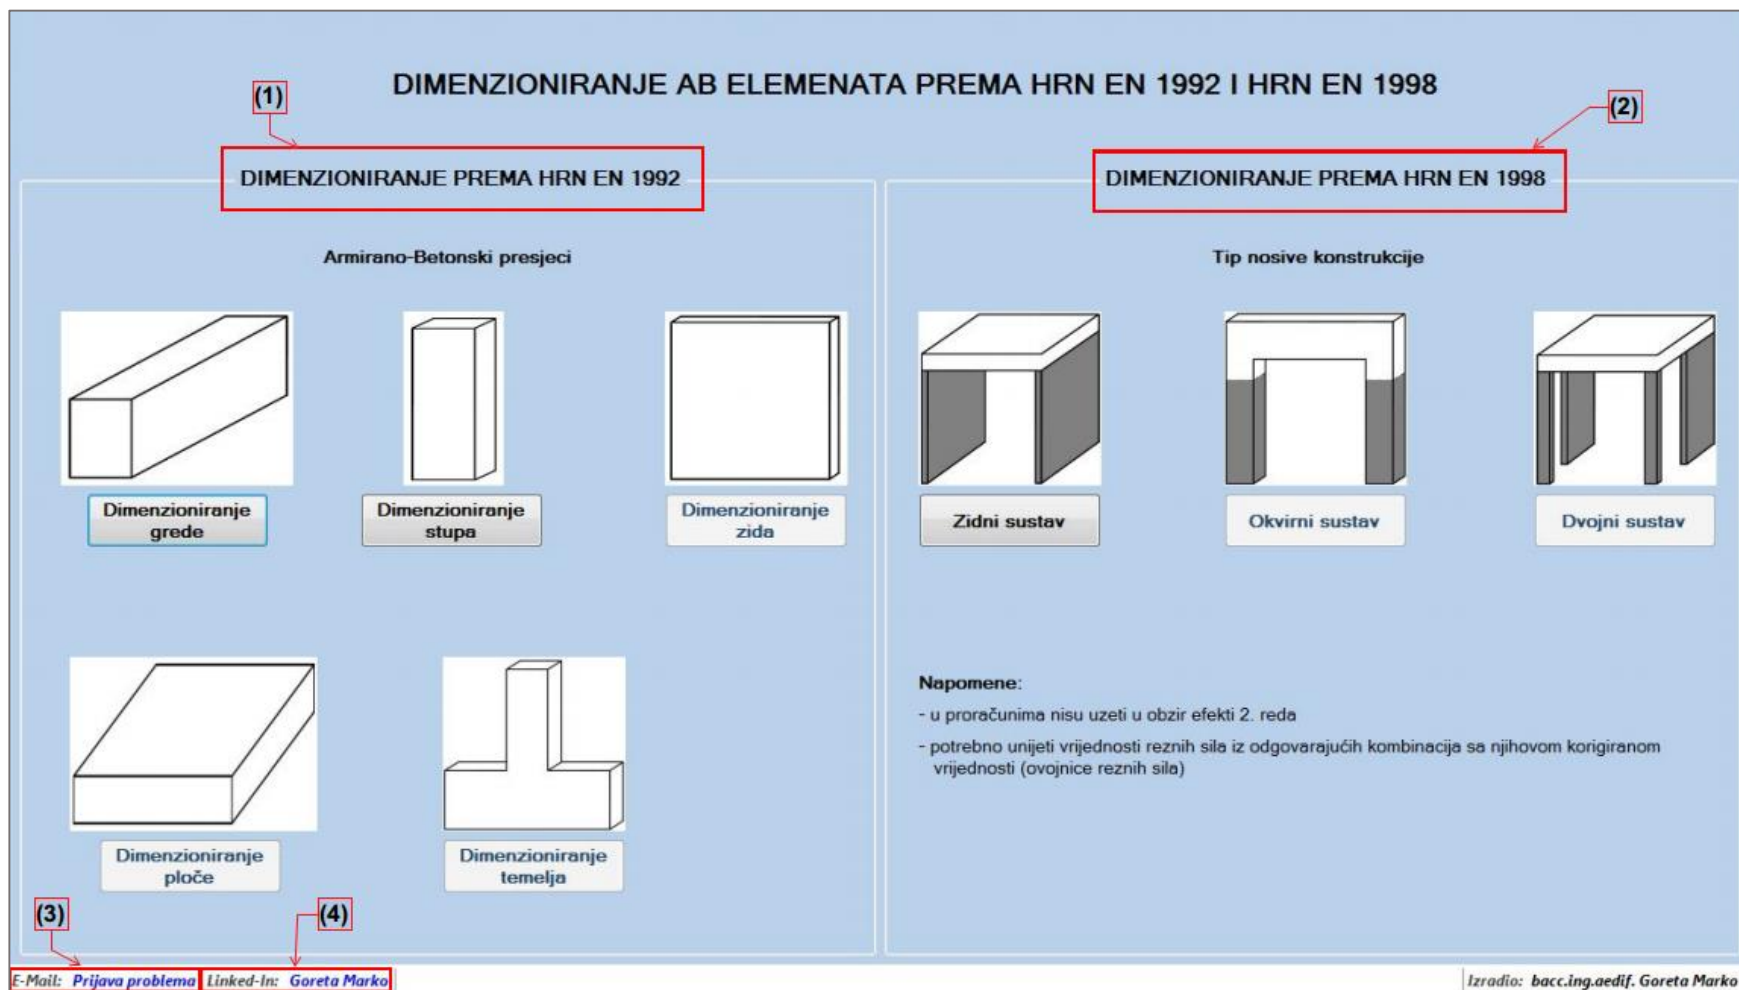 DIMENZIONIRANJE AB ELEMENATA PREMA HRN EN 1992 I HRN EN 1998
(1)
(2)
DIMENZIONIRANJE PREMA HRN EN 1992
Armirano-Betonski presjeci
Dimenzioniranje
grede
Dimenzioniranje
stupa
Dimenzioniranje
zida
Dimenzioniranje
ploče
Dimenzioniranje
temelja
DIMENZIONIRANJE PREMA HRN EN 1998
Tip nosive konstrukcije
Zidni sustav
Okvirni sustav
Dvojni sustav
Napomene:
- u proračunima nisu uzeti u obzir efekti 2. reda
- potrebno unijeti vrijednosti reznih sila iz odgovarajućih kombinacija sa njihovom korigiranom
vrijednosti (ovojnice reznih sila)
(3)
(4)
E-Mail: Prijava problema
Linked-In: Goreta Marko
Izradio: bacc.ing.aedif. Goreta Marko